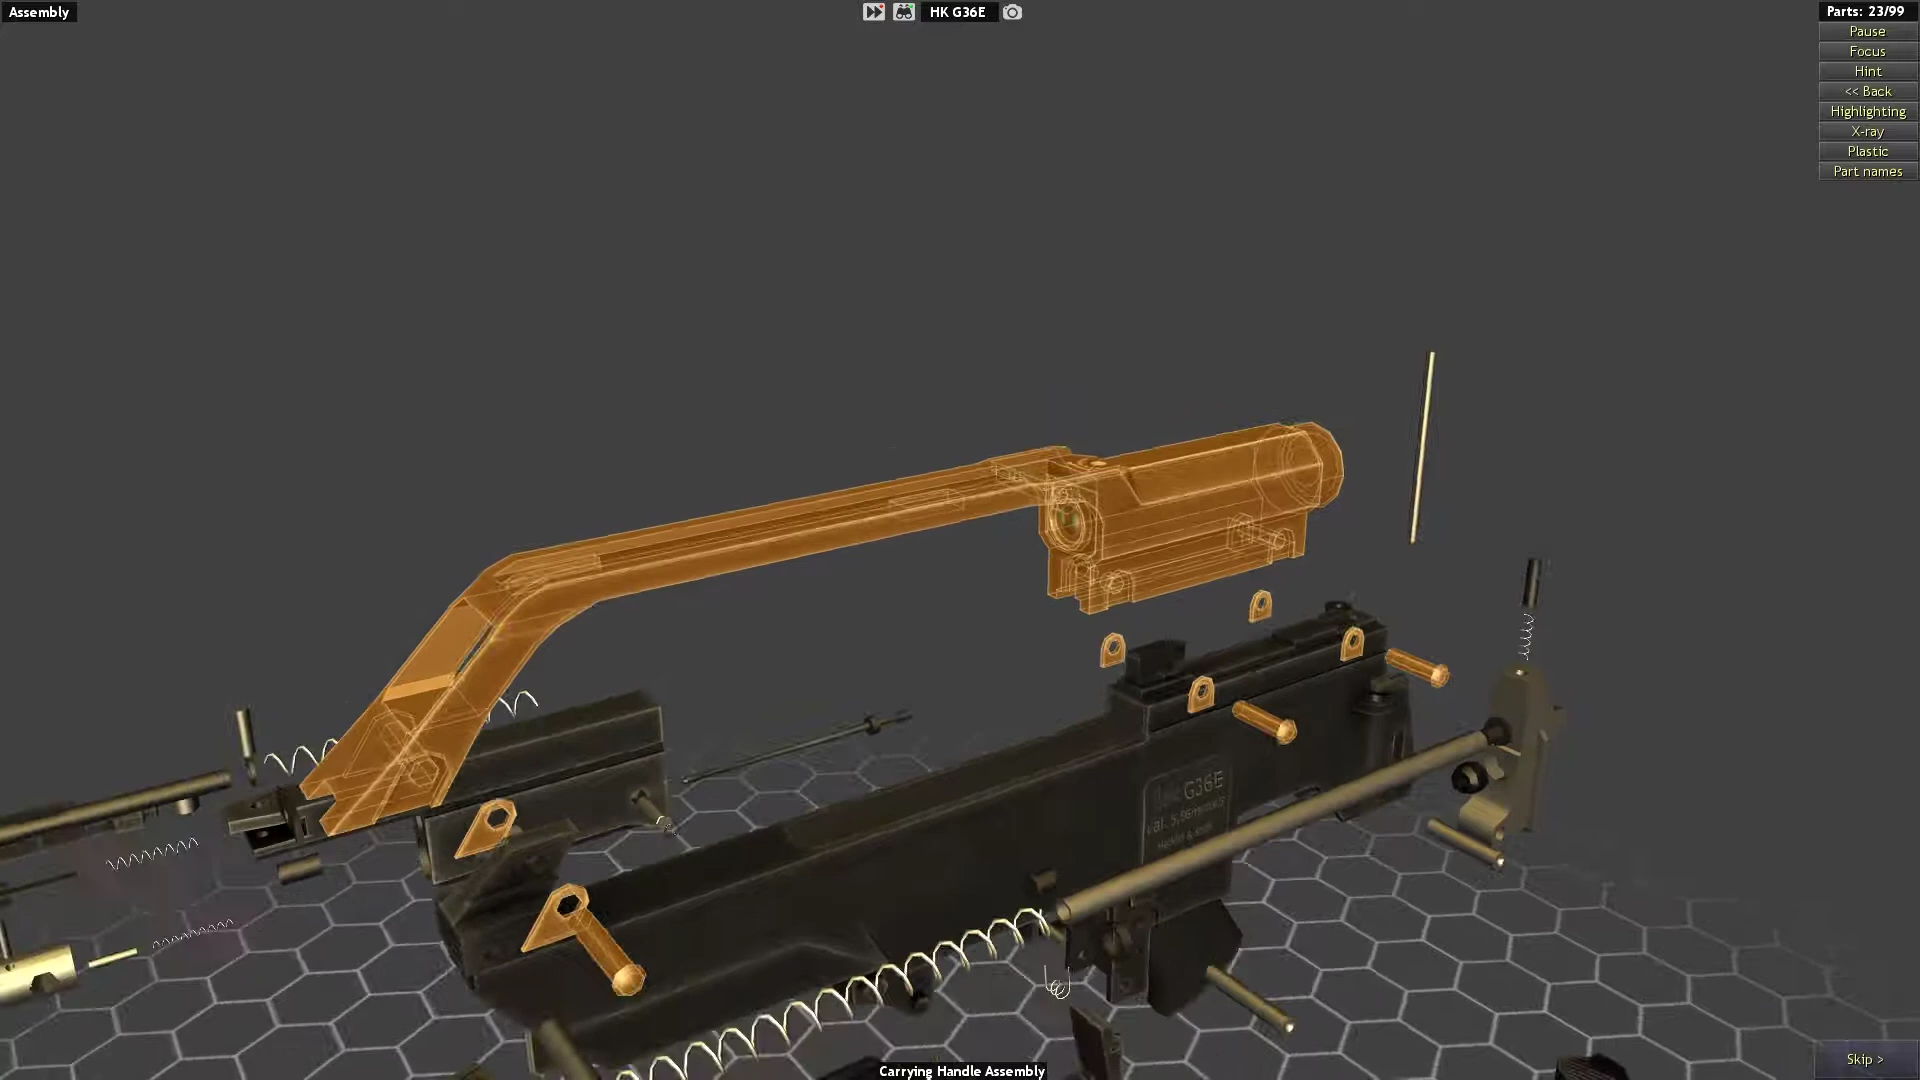 Assembly
HK G36E
Parts: 23/99
Pause
Focus
Hint
<< Back
Highlighting
X-ray
Plastic
Part names
G36E
Carrying Handle Assembly
Skip >